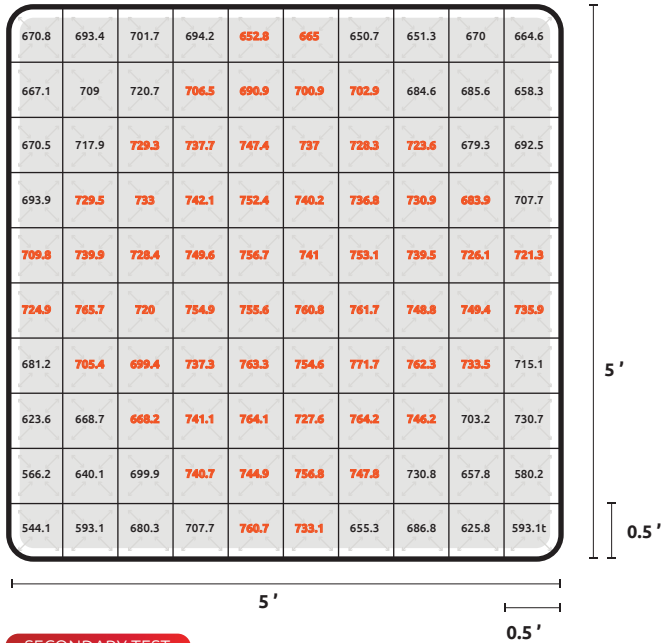 670.8 693.4 701.7 694.2 652.8 665 650.7 651.3 670 664.6
667.1 709 720.7 706.5 690.9 700.9 702.9 684.6 685.6 658.3
670.5 717.9 729.3 737.7 747.4 737 728.3 723.6 679.3 692.5
693.9 729.5 733 742.1 752.4 740.2 736.8 730.9 683.9 707.7
709.8 739.9 728.4 749.6 756.7 741 753.1 739.5 726.1 721.3
724.9 765.7 720 754.9 755.6 760.8 761.7 748.8 749.4 735.9
681.2 705.4 699.4 737.3 763.3 754.6 771.7 762.3 733.5 715.1
5 ′
623.6 668.7 668.2 741.1 764.1 727.6 764.2 746.2 703.2 730.7
566.2 640.1 699.9 740.7 744.9 756.8 747.8 730.8 657.8 580.2
544.1 593.1 680.3 707.7 760.7 733.1 655.3 686.8 625.8 593.1t
0.5 ′
5 ′
0.5 ′
SECONDARY TEST